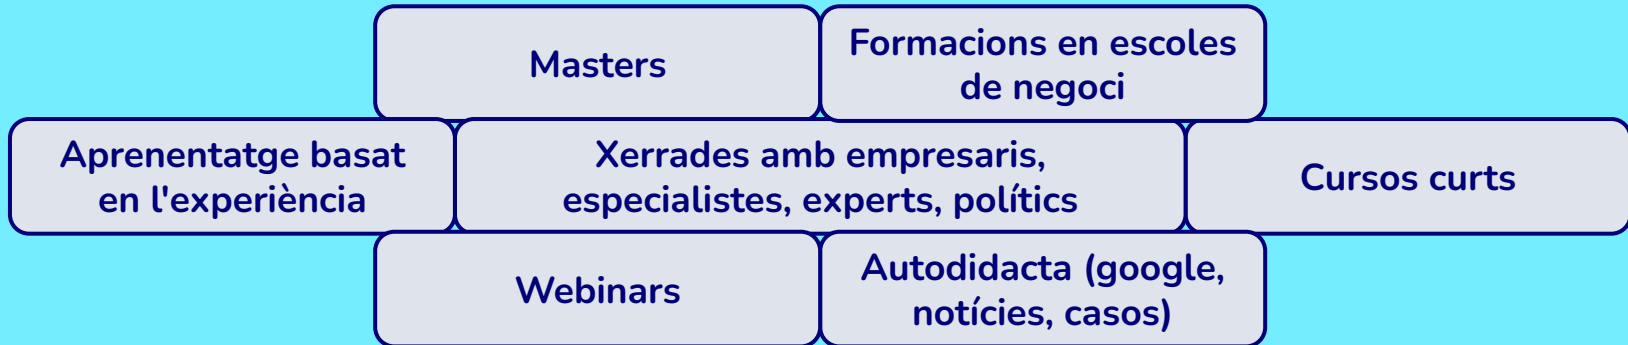 Masters
Formacions en escoles
de negoci
Aprenentatge basat
en l'experiència
Xerrades amb empresaris,
especialistes, experts, polítics
Cursos curts
Webinars
Autodidacta (google,
notícies, casos)